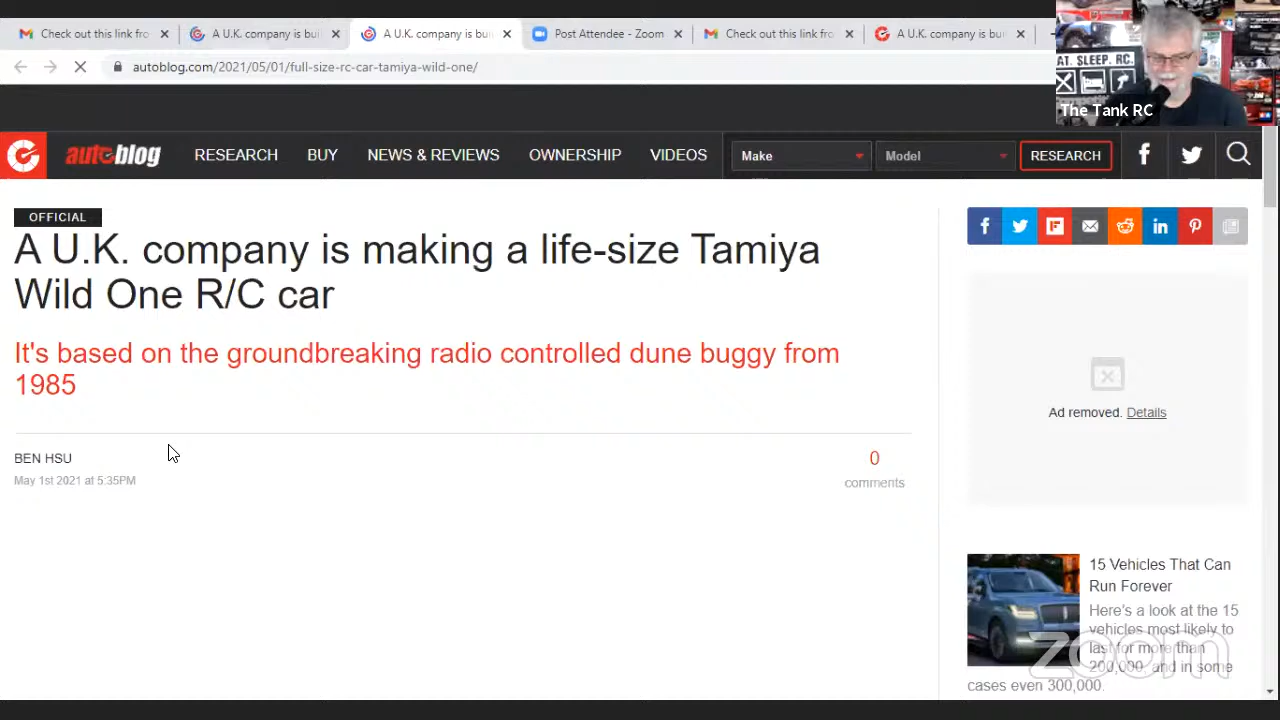 Check out this link fro
A U.K. company is bui
A U.K. company is bui
Post Attendee - Zoom
Check out this link from
A U.K. company is bui
autoblog.com/2021/05/01/full-size-rc-car-tamiya-wild-one/
AT. SLEEP. RC.
The Tank RC
autoblog
RESEARCH
BUY
NEWS & REVIEWS
OWNERSHIP
VIDEOS
Make
Model
RESEARCH
OFFICIAL
A U.K. company is making a life-size Tamiya
Wild One R/C car
It's based on the groundbreaking radio controlled dune buggy from
1985
BEN HSU
May 1st 2021 at 5:35PM
0
comments
Ad removed. Details
15 Vehicles That Can
Run Forever
Here's a look at the 15
vehicles most likely to
last for more than
200,000, and in some
cases even 300,000.
zoom